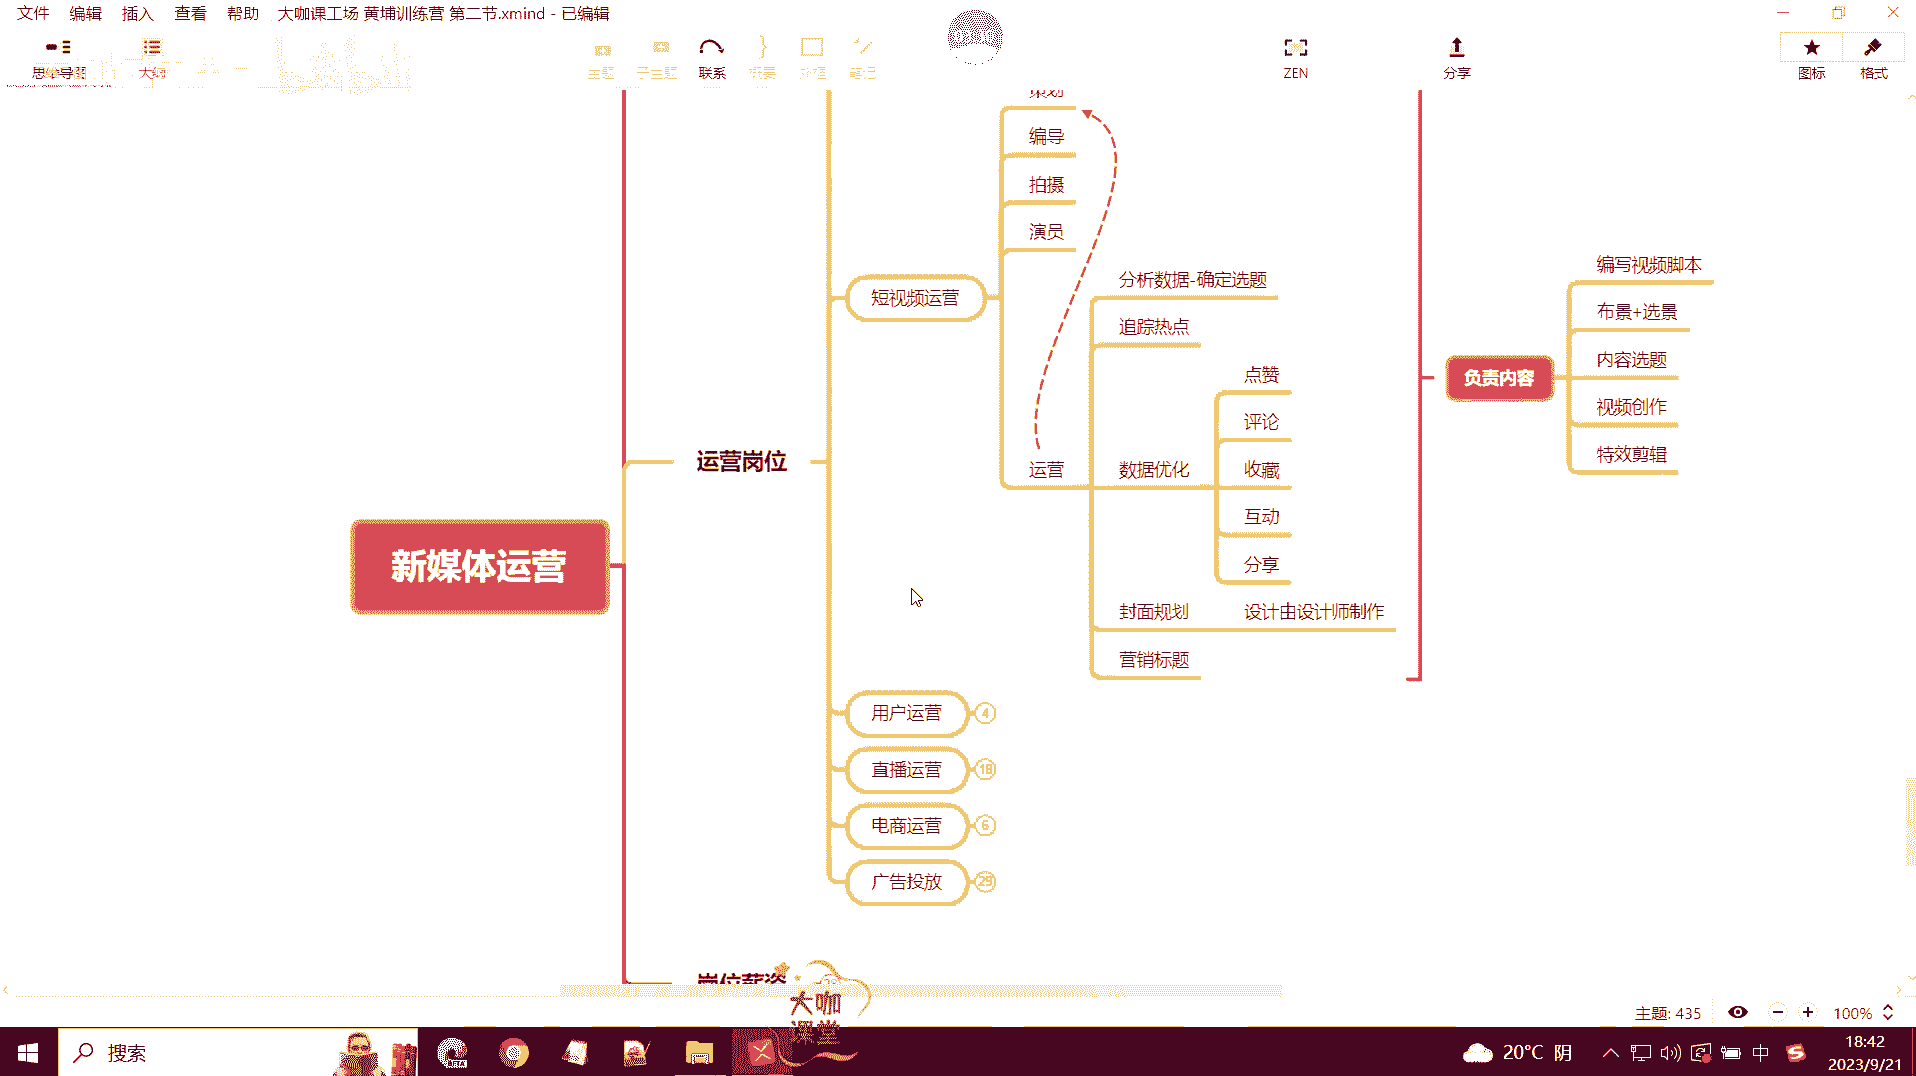 文件 编辑 插入 查看 帮助 大咖课工场 黄埔训练营 第二节.xmind - 已编辑
思维导图 大纲 主题 子主题 联系 概要 外框 笔记 ZEN 分享 图标 格式
策划
编导
拍摄
演员
短视频运营
分析数据-确定选题
追踪热点
点赞
评论
运营 数据优化 收藏
互动
分享
封面规划 设计由设计师制作
营销标题
编写视频脚本
布景+选景
内容选题
负责内容
视频创作
特效剪辑
运营岗位
新媒体运营
用户运营 4
直播运营 18
电商运营 6
广告投放 29
岗位薪资
大咖
课堂
主题: 435 100%
搜索
20°C 阴 中
18:42
2023/9/21